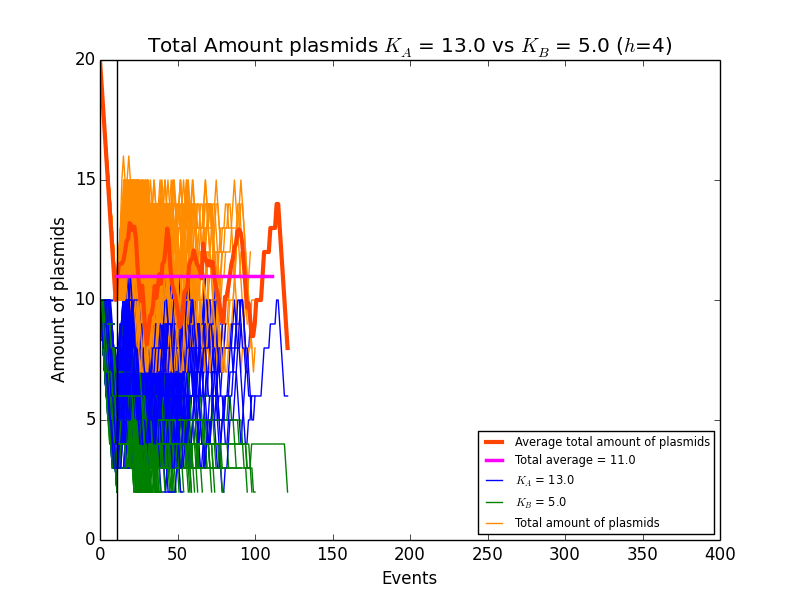 Total Amount plasmids K_A = 13.0 vs K_B = 5.0 (h=4)
Amount of plasmids
20
15
10
5
0
0 50 100 150 200 250 300 350 400
Events
Average total amount of plasmids
Total average = 11.0
K_A = 13.0
K_B = 5.0
Total amount of plasmids